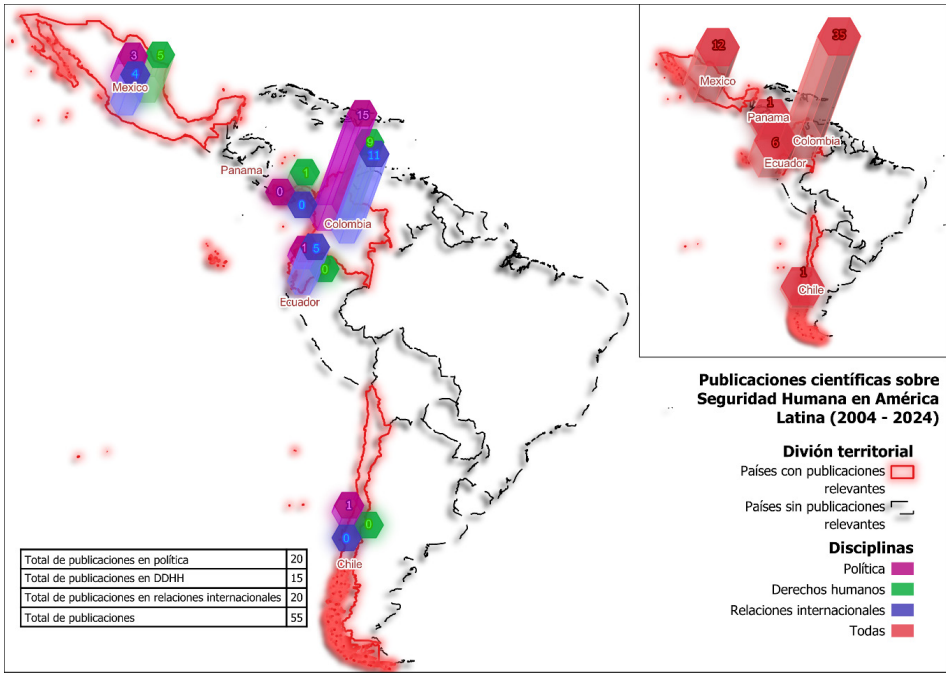 3
5
4
Mexico
15
9
11
1
Panama
0
0
Colombia
1
5
0
Ecuador
1
0
0
Chile
12
35
Mexico
1
Panama
Colombia
6
Ecuador
1
Chile
Publicaciones científicas sobre
Seguridad Humana en América
Latina (2004 - 2024)
Divión territorial
Países con publicaciones
relevantes
Países sin publicaciones
relevantes
Disciplinas
Política
Derechos humanos
Relaciones internacionales
Todas
Total de publicaciones en política 20
Total de publicaciones en DDHH 15
Total de publicaciones en relaciones internacionales 20
Total de publicaciones 55